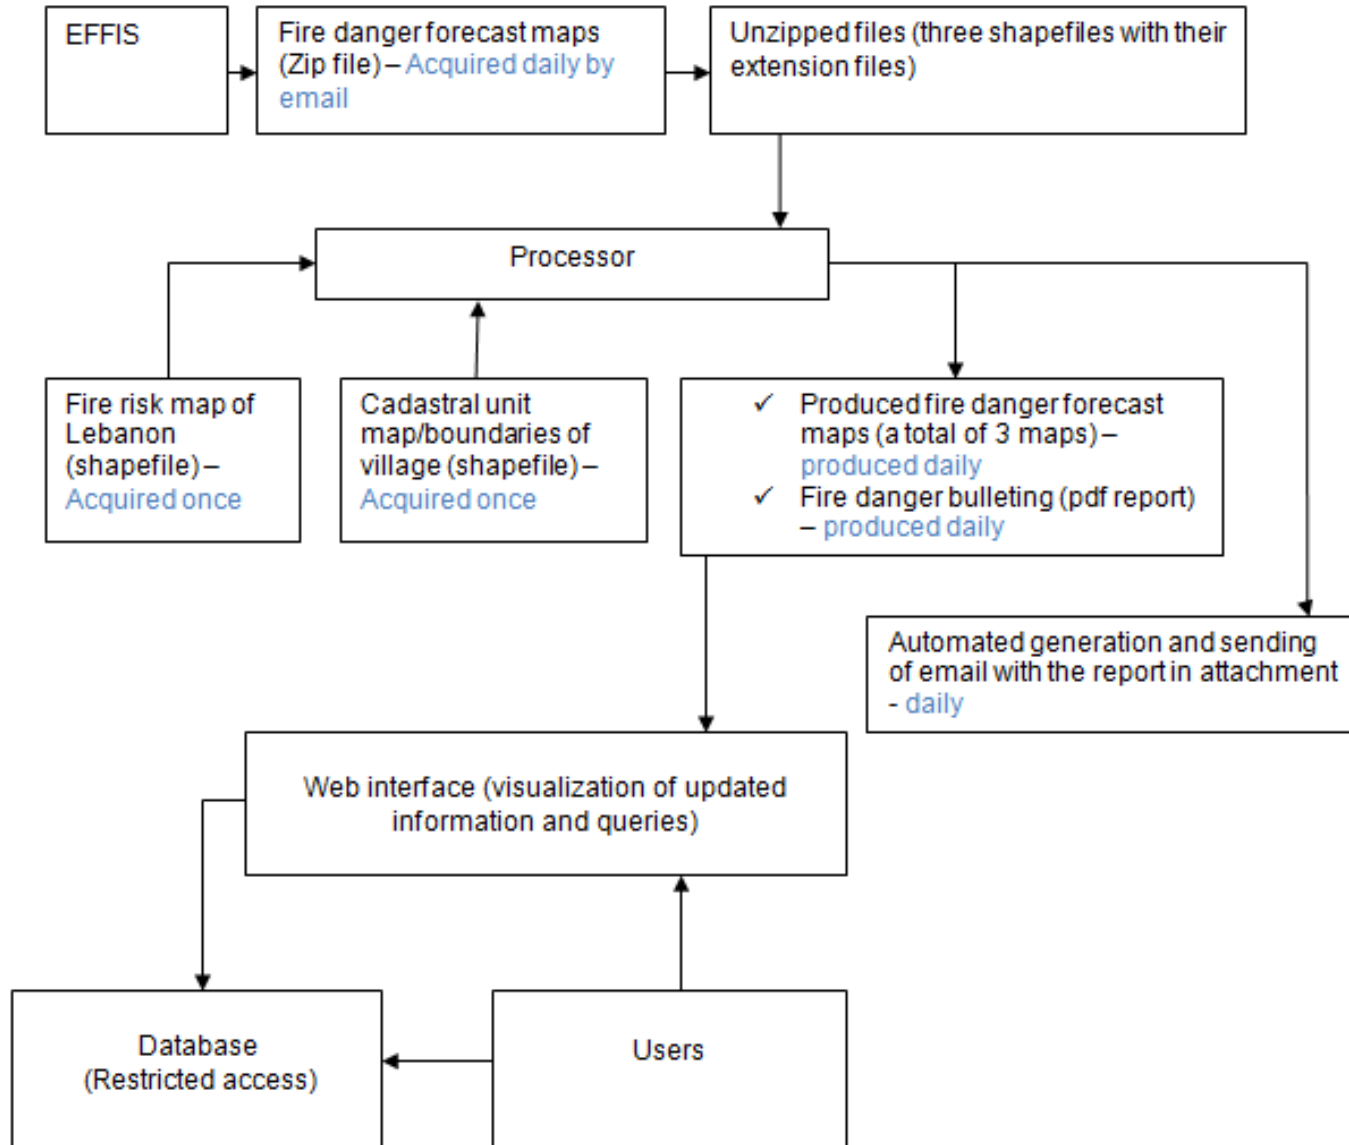 EFFIS
Fire danger forecast maps
(Zip file) – Acquired daily by
email
Unzipped files (three shapefiles with their
extension files)
Processor
Fire risk map of
Lebanon
(shapefile) –
Acquired once
Cadastral unit
map/boundaries of
village (shapefile) –
Acquired once
✓ Produced fire danger forecast
maps (a total of 3 maps) –
produced daily
✓ Fire danger bulleting (pdf report)
– produced daily
Automated generation and sending
of email with the report in attachment
- daily
Web interface (visualization of updated
information and queries)
Database
(Restricted access)
Users